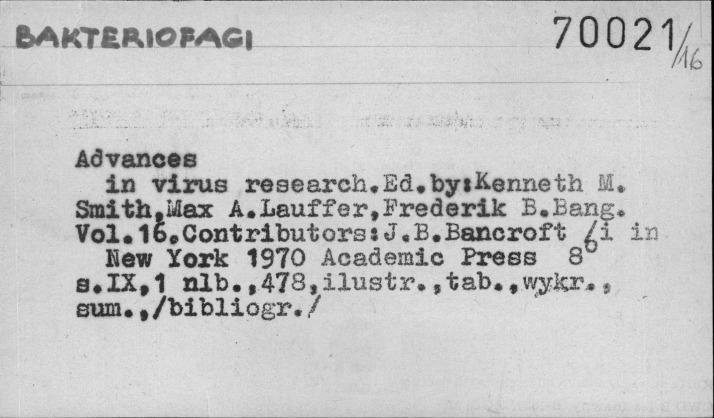 BAKTERIOFAGI
70021/16
Advances
in virus research.Ed.by:Kenneth M.
Smith,Max A.Lauffer,Frederik B.Bang.
Vol.16.Contributors:J.B.Bancroft /i in
New York 1970 Academic Press 8°
s.IX,1 nlb.,478,ilustr.,tab.,wykr.,
sum.,/bibliogr./